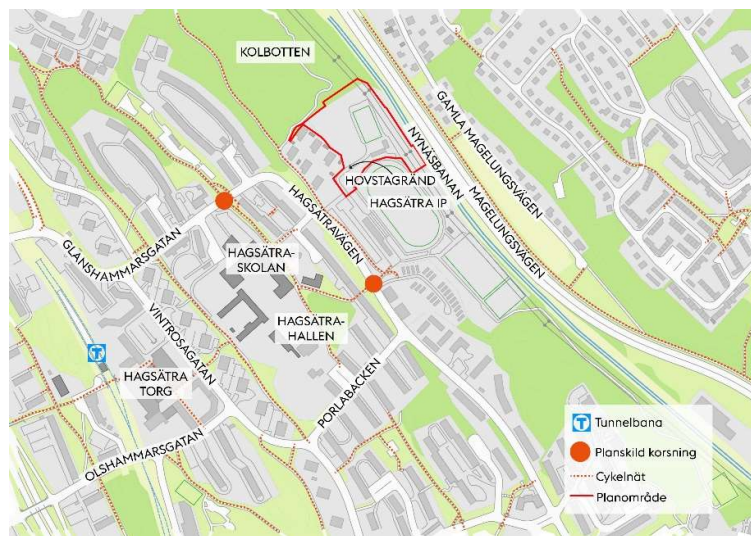 KOLBOTTEN
GAMLA MAGELUNGSVÄGEN
NYNÄSBANAN
MAGELUNGSVÄGEN
HOVSTAGRÄND
HAGSÄTRA IP
HAGSÄTRAVÄGEN
GLANSHAMMARSGATAN
HAGSÄTRA-
SKOLAN
VINTROSAGATAN
HAGSÄTRA-
HALLEN
T
HAGSÄTRA
TORG
PORLABACKEN
OLSHAMMARSGATAN
T Tunnelbana
Planskild korsning
Cykelnät
Planområde